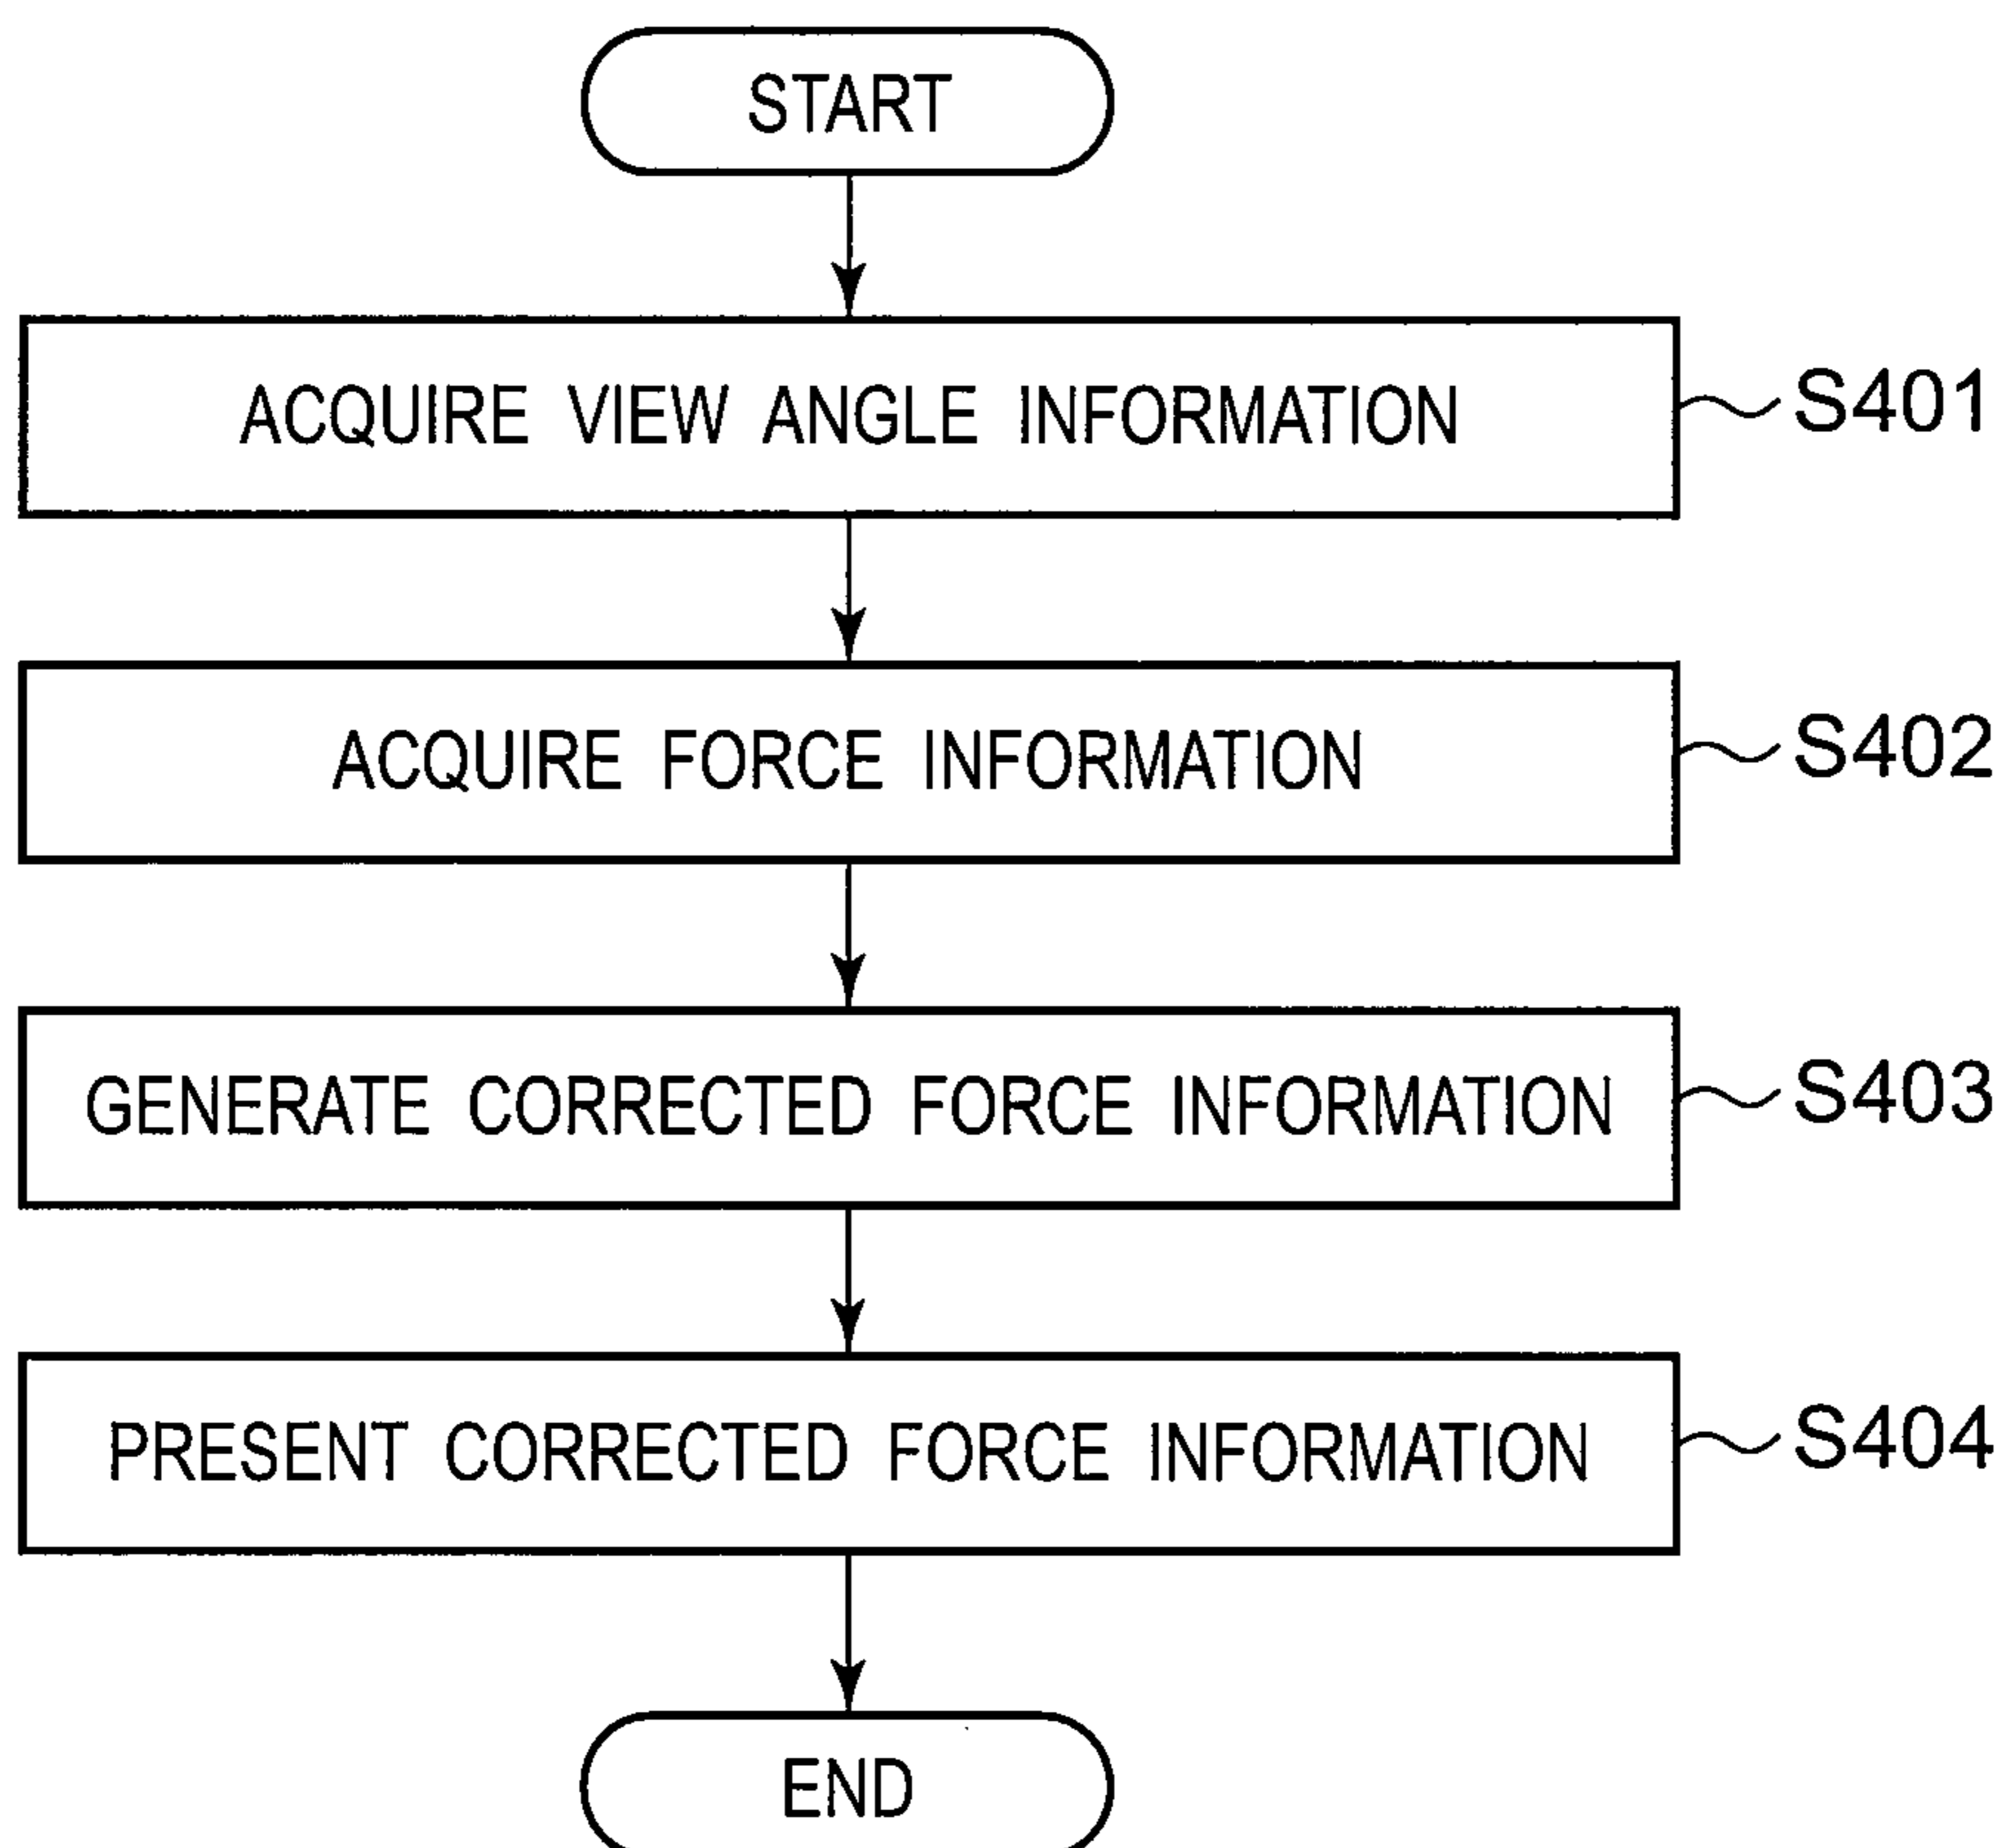 START
ACQUIRE VIEW ANGLE INFORMATION
S401
ACQUIRE FORCE INFORMATION
S402
GENERATE CORRECTED FORCE INFORMATION
S403
PRESENT CORRECTED FORCE INFORMATION
S404
END